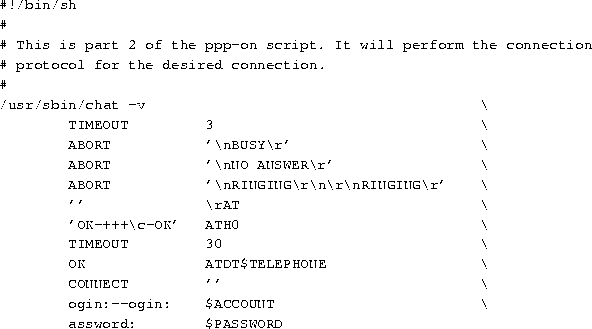 #!/bin/sh
#
# This is part 2 of the ppp-on script. It will perform the connection
# protocol for the desired connection.
#
/usr/sbin/chat -v \
TIMEOUT 3 \
ABORT '\nBUSY\r' \
ABORT '\nNO ANSWER\r' \
ABORT '\nRINGING\r\n\r\nRINGING\r' \
'' \rAT \
'OK-+++\c-OK' ATH0 \
TIMEOUT 30 \
OK ATDT$TELEPHONE \
CONNECT '' \
ogin:--ogin: $ACCOUNT \
assword: $PASSWORD